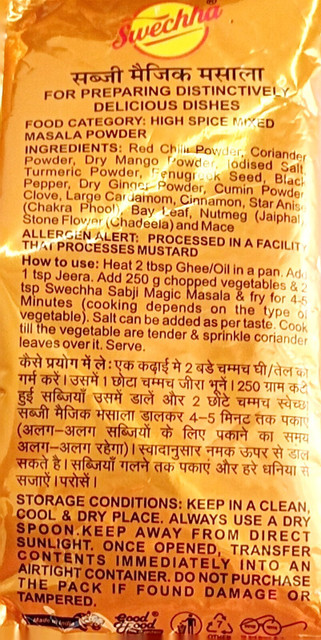 Swechha®
सब्जी मैजिक मसाला
FOR PREPARING DISTINCTIVELY
DELICIOUS DISHES
FOOD CATEGORY: HIGH SPICE MIXED
MASALA POWDER
INGREDIENTS: Red Chilli Powder, Coriander
Powder, Dry Mango Powder, Iodised Salt,
Turmeric Powder, Fenugreek Seed, Black
Pepper, Dry Ginger Powder, Cumin Powder
Clove, Large Cardamom, Cinnamon, Star Anise
(Chakra Phool), Bay Leaf, Nutmeg (Jaiphal)
Stone Flower (Chadeela) and Mace
ALLERGEN ALERT: PROCESSED IN A FACILITY
THAT PROCESSES MUSTARD
How to use: Heat 2 tbsp Ghee/Oil in a pan. Add
1 tsp Jeera. Add 250 g chopped vegetables & 2
tsp Swechha Sabji Magic Masala & fry for 4-5
Minutes (cooking depends on the type of
vegetable). Salt can be added as per taste. Cook
till the vegetable are tender & sprinkle coriander
leaves over it. Serve.
कैसे प्रयोग में ले : एक कढ़ाई मे 2 बडे चम्मच घी/तेल का
गर्म करें। उसमें 1 छोटा चम्मच जीरा भूनें। 250 ग्राम कटी
हुई सब्जियाँ उसमें डालें और 2 छोटे चम्मच स्वेच्छा
सब्जी मैजिक मसाला डालकर 4–5 मिनट तक पकाएं
(अलग–अलग सब्जियों के लिए पकाने का समय
अलग–अलग रहेगा)। स्वादानुसार नमक ऊपर से डाल
सकते है। सब्जियाँ गलने तक पकाएं और हरे धनिया से
सजाएँ।परोसें।
STORAGE CONDITIONS: KEEP IN A CLEAN,
COOL & DRY PLACE. ALWAYS USE A DRY
SPOON.KEEP AWAY FROM DIRECT
SUNLIGHT. ONCE OPENED, TRANSFER
CONTENTS IMMEDIATELY INTO AN
AIRTIGHT CONTAINER. DO NOT PURCHASE
THE PACK IF FOUND DAMAGE OR
TAMPERED.
Good Food
7